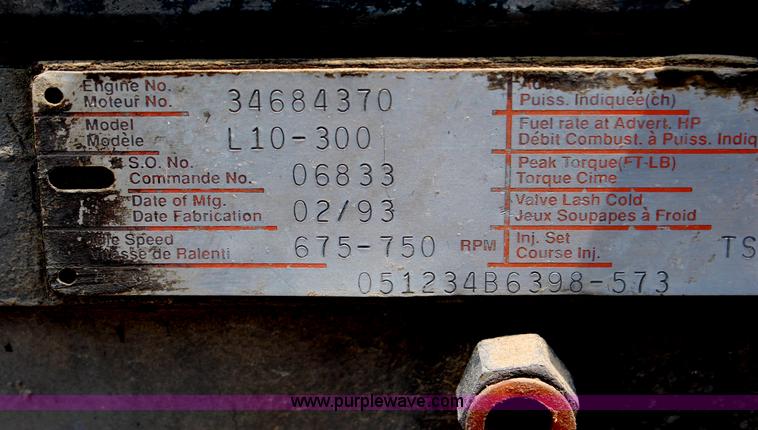 Engine No.
Moteur No. 34684370
Puiss. Indiquée(ch)
Model
Modèle L10-300
Fuel rate at Advert. HP
Débit Combust. à Puiss. Indiq
S.O. No.
Commande No. 06833
Peak Torque(FT-LB)
Torque Cime
Date of Mfg.
Date Fabrication 02/93
Valve Lash Cold
Jeux Soupapes à Froid
Speed
de Ralenti 675-750 RPM
Inj. Set
Course Inj. TS
051234B6398-573
www.purplewave.com